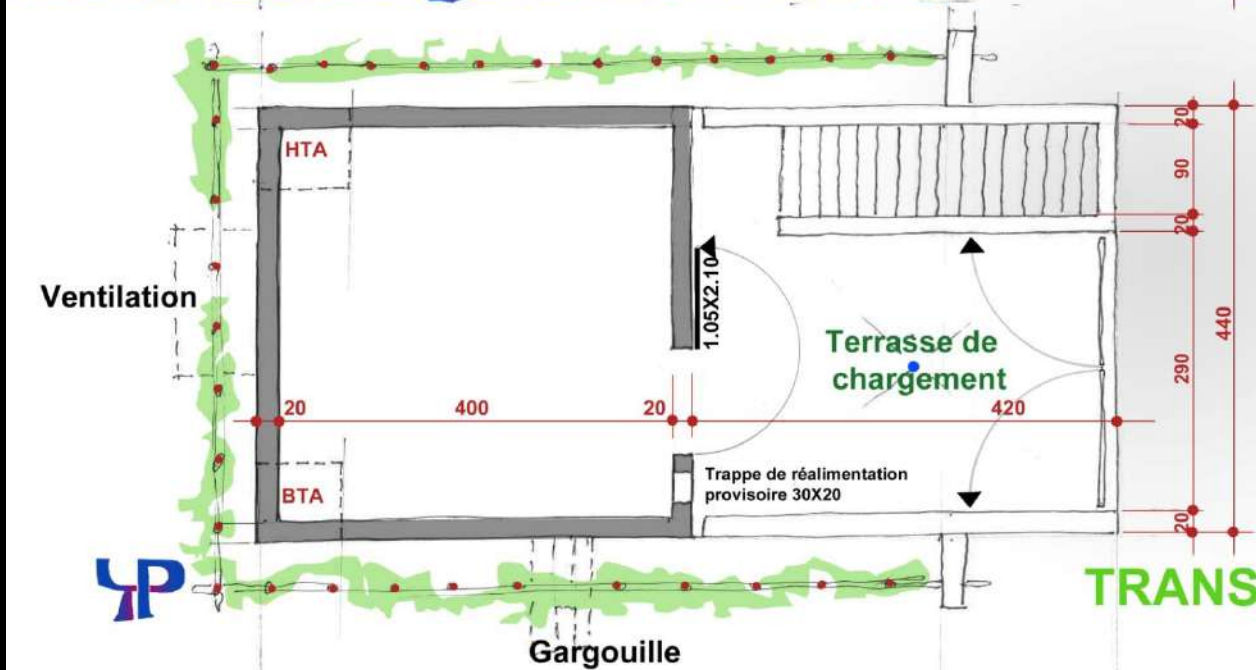 HTA
20
90
20
Ventilation
1.05X2.10
Terrasse de
chargement
440
290
20
400
20
420
BTA
Trappe de réalimentation
provisoire 30X20
20
YP
TRANS
Gargouille